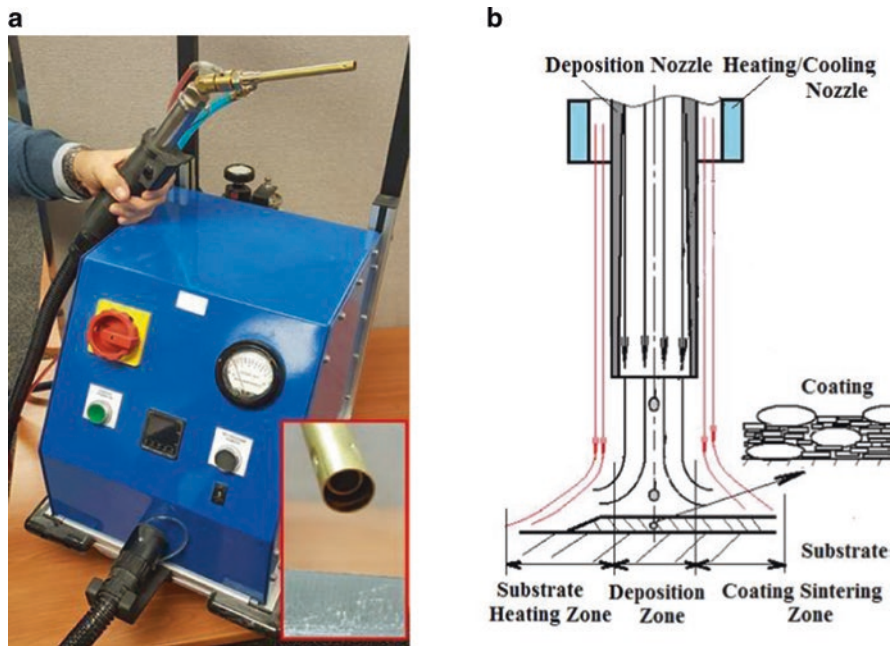 a
b
Deposition Nozzle
Heating/Cooling
Nozzle
Coating
Substrate
Substrate
Heating Zone
Deposition
Zone
Coating Sintering
Zone